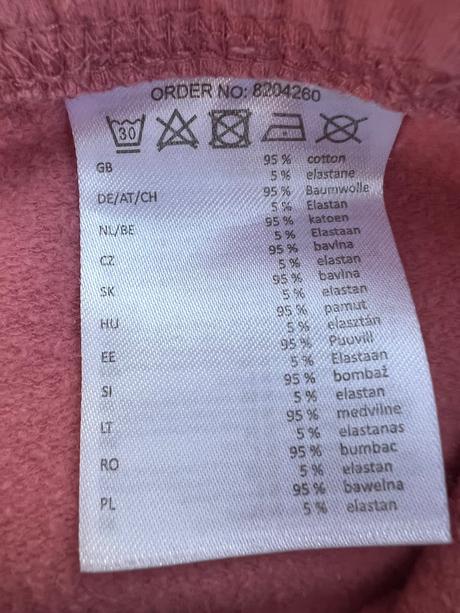 ORDER NO: 8204260
30
GB 95 % cotton
5 % elastane
DE/AT/CH 95 % Baumwolle
5 % Elastan
NL/BE 95 % katoen
5 % Elastaan
CZ 95 % bavlna
5 % elastan
SK 95 % bavlna
5 % elastan
HU 95 % pamut
5 % elasztán
EE 95 % Puuvill
5 % Elastaan
SI 95 % bombaž
5 % elastan
LT 95 % medvilne
5 % elastanas
RO 95 % bumbac
5 % elastan
PL 95 % bawelna
5 % elastan